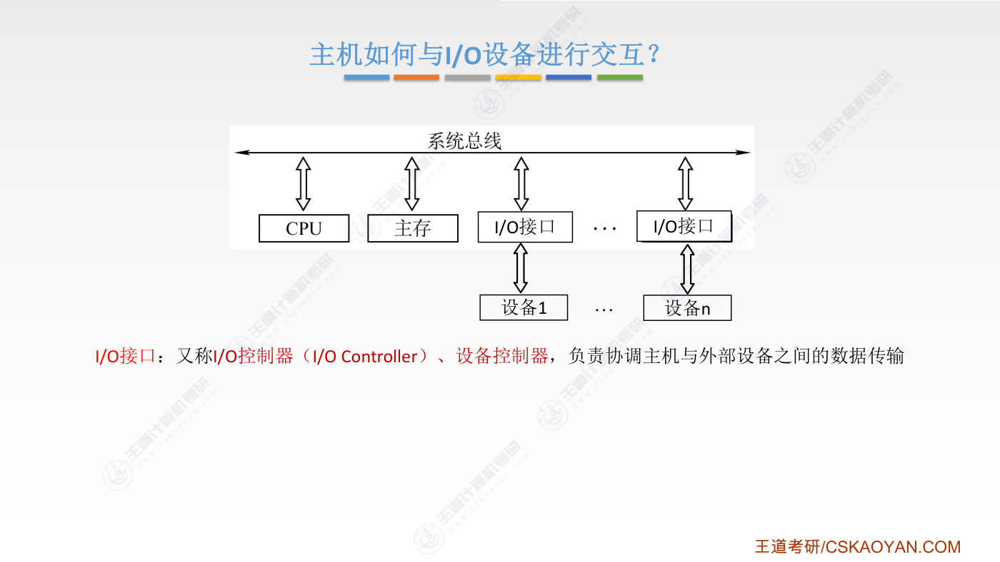 主机如何与I/O设备进行交互？
系统总线
CPU 主存 I/O接口 ... I/O接口
设备1 ... 设备n
I/O接口：又称I/O控制器（I/O Controller）、设备控制器，负责协调主机与外部设备之间的数据传输
王道考研/CSKAOYAN.COM